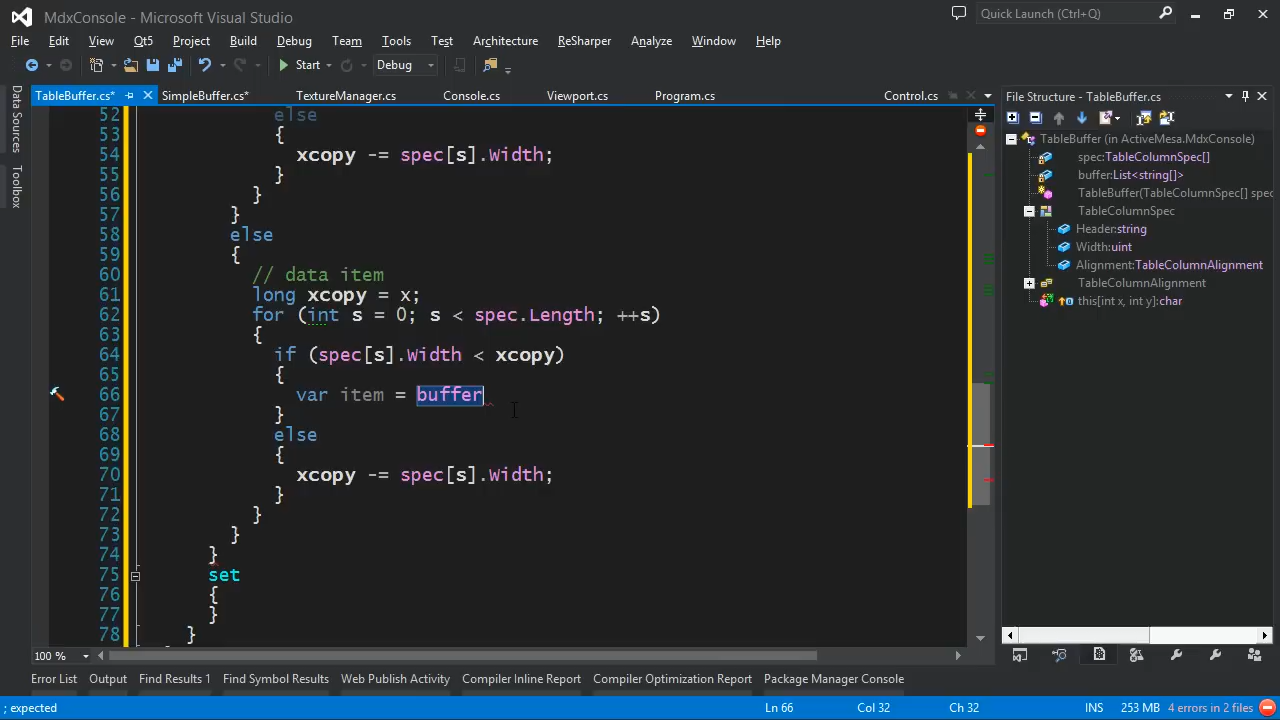 MdxConsole - Microsoft Visual Studio
Quick Launch (Ctrl+Q)
File Edit View Qt5 Project Build Debug Team Tools Test Architecture ReSharper Analyze Window Help
Start Debug
TableBuffer.cs* SimpleBuffer.cs* TextureManager.cs Console.cs Viewport.cs Program.cs Control.cs
File Structure - TableBuffer.cs
Data Sources
Toolbox
52 else
53 {
54 xcopy -= spec[s].Width;
55 }
56 }
57 }
58 else
59 {
60 // data item
61 long xcopy = x;
62 for (int s = 0; s < spec.Length; ++s)
63 {
64 if (spec[s].Width < xcopy)
65 {
66 var item = buffer
67 }
68 else
69 {
70 xcopy -= spec[s].Width;
71 }
72 }
73 }
74 }
75 set
76 {
77 }
78 }
TableBuffer (in ActiveMesa.MdxConsole)
spec:TableColumnSpec[]
buffer:List<string[]>
TableBuffer(TableColumnSpec[] spec
TableColumnSpec
Header:string
Width:uint
Alignment:TableColumnAlignment
TableColumnAlignment
this[int x, int y]:char
100 %
Error List Output Find Results 1 Find Symbol Results Web Publish Activity Compiler Inline Report Compiler Optimization Report Package Manager Console
; expected Ln 66 Col 32 Ch 32 INS 253 MB 4 errors in 2 files